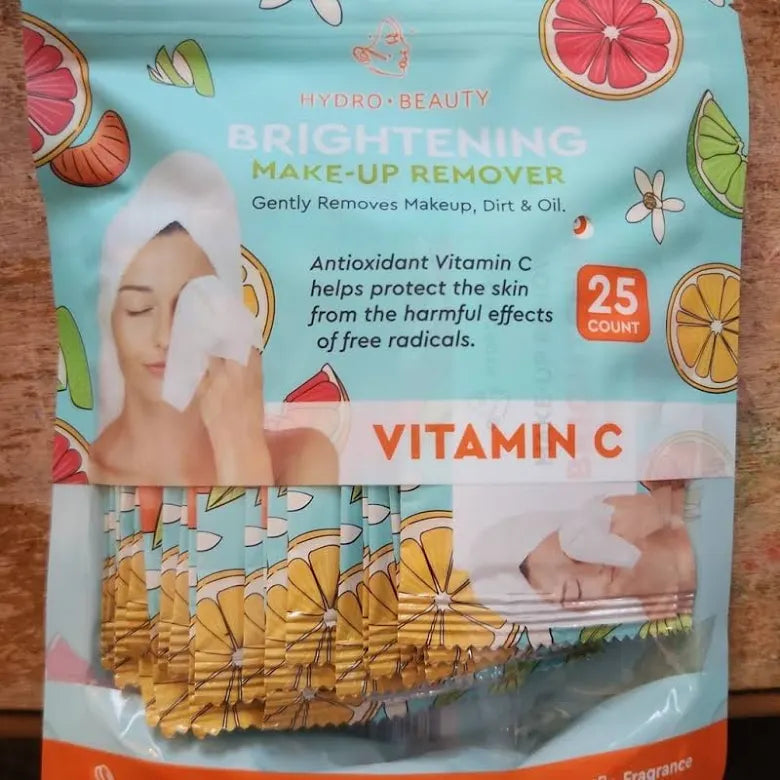 HYDRO • BEAUTY
BRIGHTENING
MAKE-UP REMOVER
Gently Removes Makeup, Dirt & Oil.
Antioxidant Vitamin C
helps protect the skin
from the harmful effects
of free radicals.
25
COUNT
VITAMIN C
Fragrance